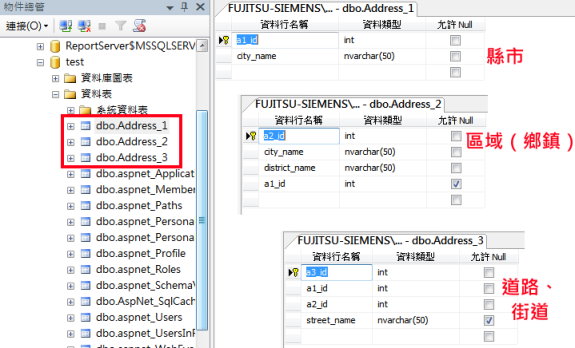 物件總管
連接(O)
ReportServer$MSSQLSERV
test
資料庫圖表
資料表
系統資料表
dbo.Address_1
dbo.Address_2
dbo.Address_3
dbo.aspnet_Applicat
dbo.aspnet_Member
dbo.aspnet_Paths
dbo.aspnet_Persona
dbo.aspnet_Persona
dbo.aspnet_Profile
dbo.aspnet_Roles
dbo.aspnet_Schema
dbo.AspNet_SqlCach
dbo.aspnet_Users
dbo.aspnet_UsersInR
dbo.aspnet_WebEve
FUJITSU-SIEMENS\... - dbo.Address_1
資料行名稱 資料類型 允許 Null
a1_id int
city_name nvarchar(50)
縣市
FUJITSU-SIEMENS\... - dbo.Address_2
資料行名稱 資料類型 允許 Null
a2_id int
city_name nvarchar(50)
district_name nvarchar(50)
a1_id int
區域(鄉鎮)
FUJITSU-SIEMENS\... - dbo.Address_3
資料行名稱 資料類型 允許 Null
a3_id int
a1_id int
a2_id int
street_name nvarchar(50)
道路、
街道